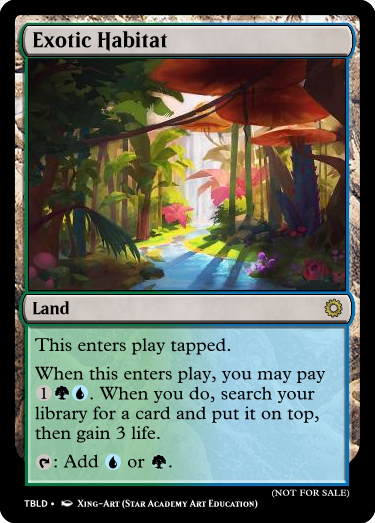 Exotic Habitat
Land
This enters play tapped.
When this enters play, you may pay
1. When you do, search your
library for a card and put it on top,
then gain 3 life.
: Add or.
(NOT FOR SALE)
TBLD • Xing-Art (Star Academy Art Education)